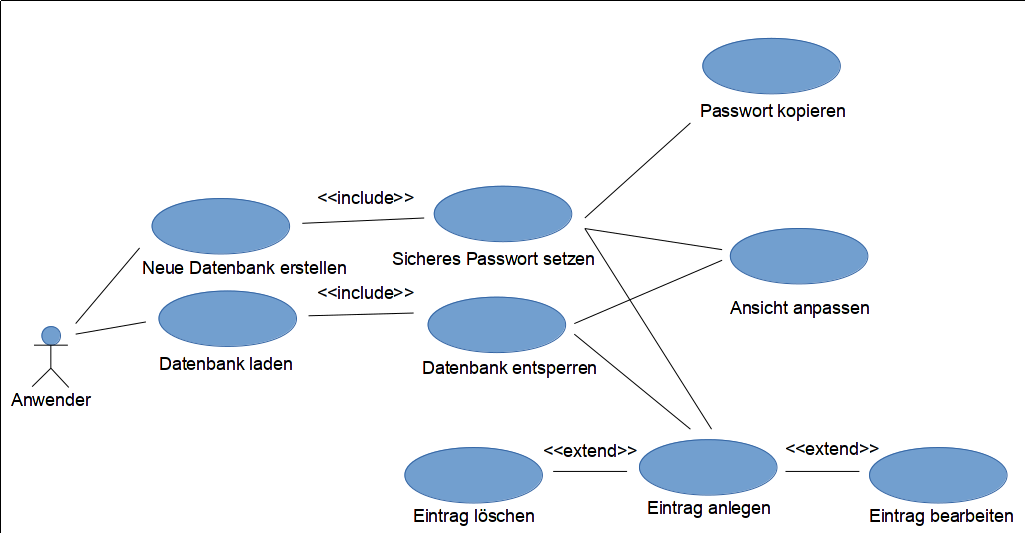 Passwort kopieren
<<include>>
Neue Datenbank erstellen
Sicheres Passwort setzen
<<include>>
Ansicht anpassen
Datenbank laden
Datenbank entsperren
Anwender
<<extend>>
<<extend>>
Eintrag löschen
Eintrag anlegen
Eintrag bearbeiten